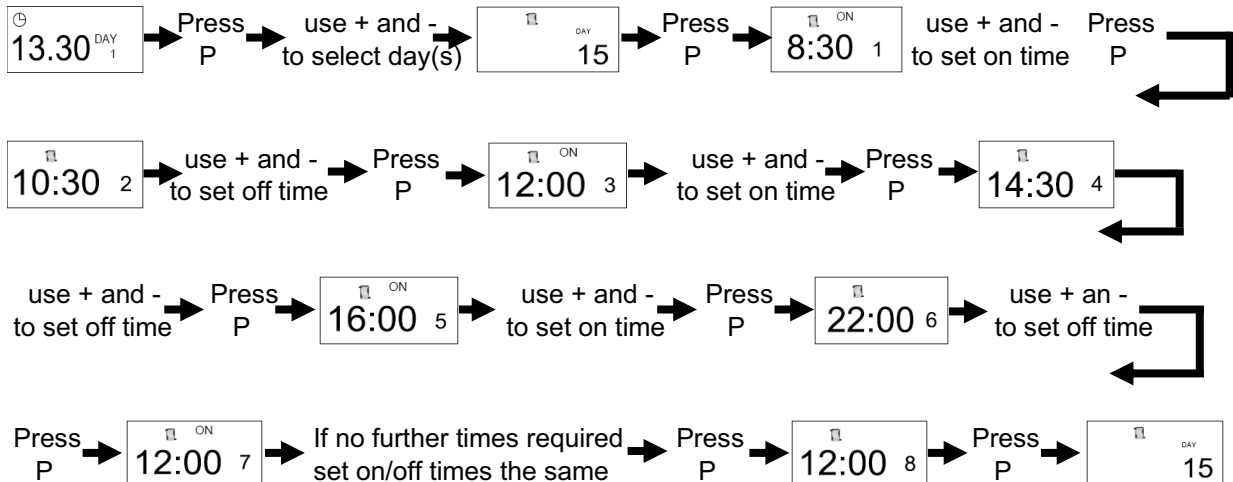 13.30 DAY 1
Press P
use + and - to select day(s)
DAY 15
Press P
ON 8:30 1
use + and - to set on time
Press P
10:30 2
use + and - to set off time
Press P
ON 12:00 3
use + and - to set on time
Press P
14:30 4
use + and - to set off time
Press P
ON 16:00 5
use + and - to set on time
Press P
22:00 6
use + an - to set off time
Press P
ON 12:00 7
If no further times required set on/off times the same
Press P
12:00 8
Press P
DAY 15